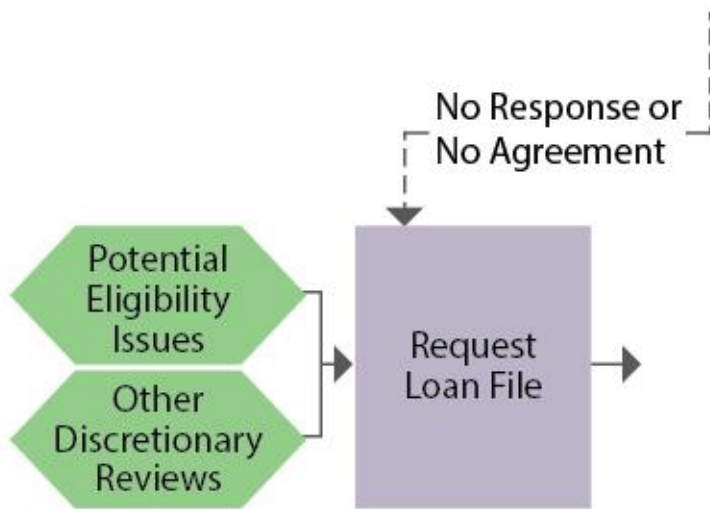 No Response or
No Agreement
Potential
Eligibility
Issues
Other
Discretionary
Reviews
Request
Loan File